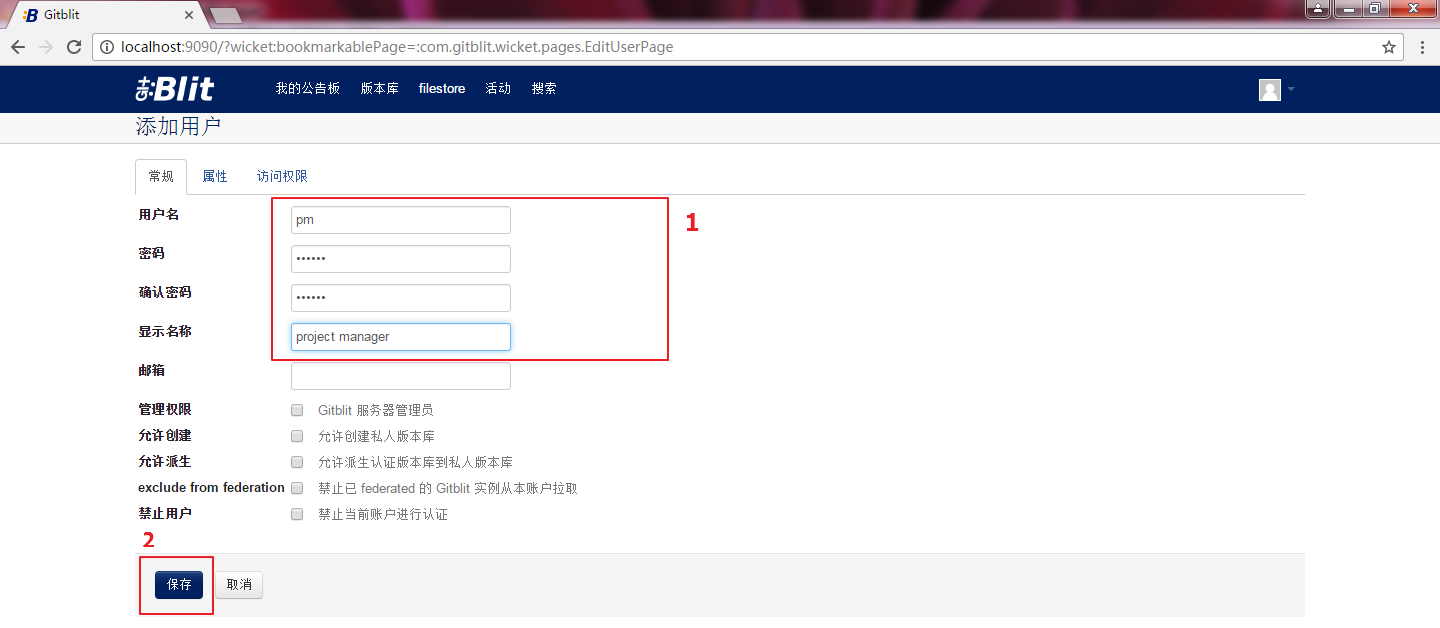 Gitblit
localhost:9090/?wicket:bookmarkablePage=:com.gitblit.wicket.pages.EditUserPage
Blit 我的公告板 版本库 filestore 活动 搜索
添加用户
常规 属性 访问权限
用户名 pm
1
密码 ••••••
确认密码 ••••••
显示名称 project manager
邮箱
管理权限 Gitblit 服务器管理员
允许创建 允许创建私人版本库
允许派生 允许派生认证版本库到私人版本库
exclude from federation 禁止已 federated 的 Gitblit 实例从本账户拉取
禁止用户 禁止当前账户进行认证
2
保存 取消